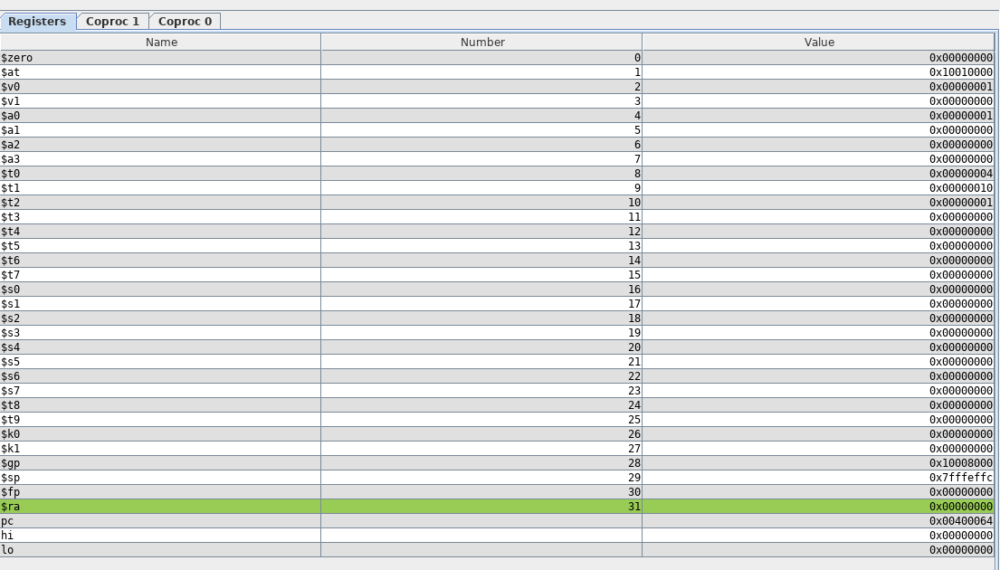 Registers Coproc 1 Coproc 0
Name Number Value
$zero 0 0x00000000
$at 1 0x10010000
$v0 2 0x00000001
$v1 3 0x00000000
$a0 4 0x00000001
$a1 5 0x00000000
$a2 6 0x00000000
$a3 7 0x00000000
$t0 8 0x00000004
$t1 9 0x00000010
$t2 10 0x00000001
$t3 11 0x00000000
$t4 12 0x00000000
$t5 13 0x00000000
$t6 14 0x00000000
$t7 15 0x00000000
$s0 16 0x00000000
$s1 17 0x00000000
$s2 18 0x00000000
$s3 19 0x00000000
$s4 20 0x00000000
$s5 21 0x00000000
$s6 22 0x00000000
$s7 23 0x00000000
$t8 24 0x00000000
$t9 25 0x00000000
$k0 26 0x00000000
$k1 27 0x00000000
$gp 28 0x10008000
$sp 29 0x7fffeffc
$fp 30 0x00000000
$ra 31 0x00000000
pc 0x00400064
hi 0x00000000
lo 0x00000000